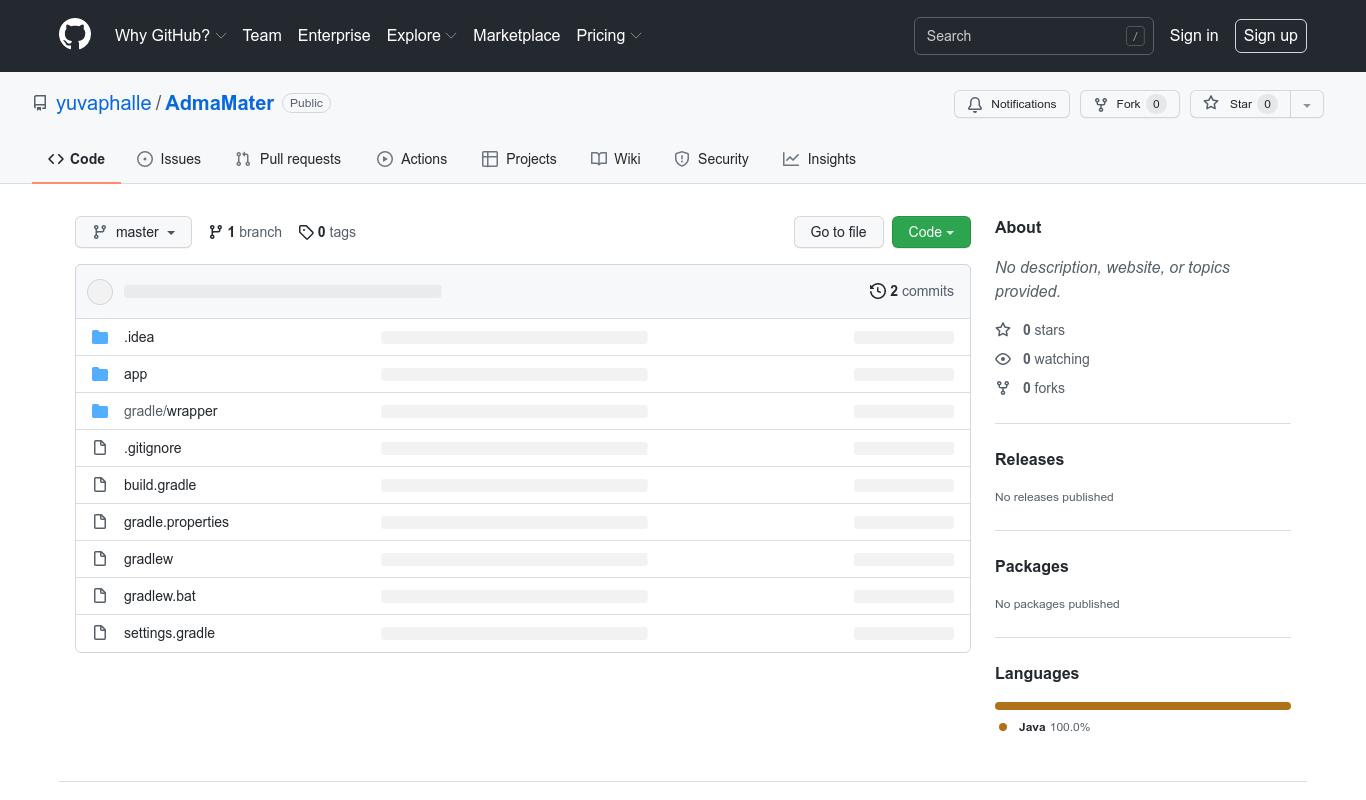 Why GitHub? Team Enterprise Explore Marketplace Pricing Search / Sign in Sign up
yuvaphalle / AdmaMater Public Notifications Fork 0 Star 0
Code Issues Pull requests Actions Projects Wiki Security Insights
master 1 branch 0 tags Go to file Code
2 commits
.idea
app
gradle/wrapper
.gitignore
build.gradle
gradle.properties
gradlew
gradlew.bat
settings.gradle
About
No description, website, or topics
provided.
0 stars
0 watching
0 forks
Releases
No releases published
Packages
No packages published
Languages
Java 100.0%